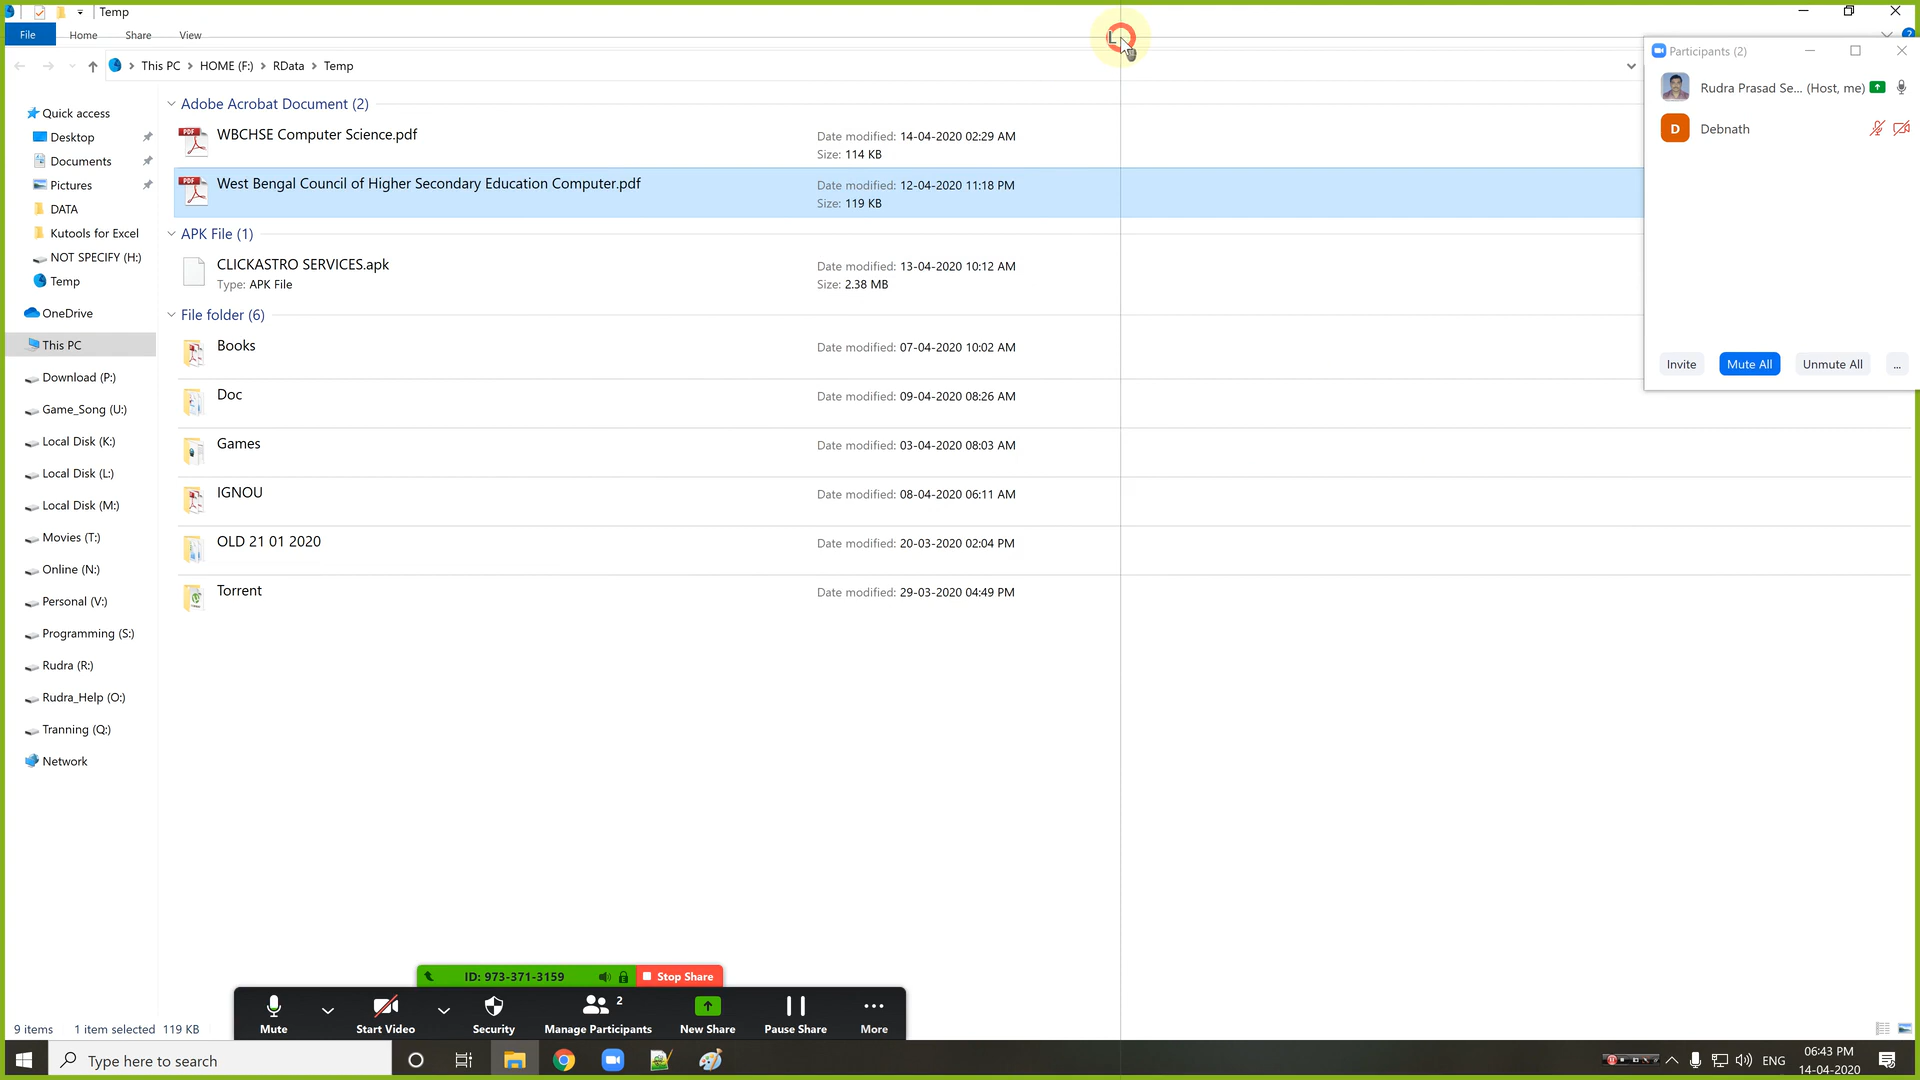 Temp
File Home Share View
This PC HOME (F:) RData Temp
Quick access
Desktop
Documents
Pictures
DATA
Kutools for Excel
NOT SPECIFY (H:)
Temp
OneDrive
This PC
Download (P:)
Game_Song (U:)
Local Disk (K:)
Local Disk (L:)
Local Disk (M:)
Movies (T:)
Online (N:)
Personal (V:)
Programming (S:)
Rudra (R:)
Rudra_Help (O:)
Tranning (Q:)
Network
Adobe Acrobat Document (2)
WBCHSE Computer Science.pdf Date modified: 14-04-2020 02:29 AM
Size: 114 KB
West Bengal Council of Higher Secondary Education Computer.pdf Date modified: 12-04-2020 11:18 PM
Size: 119 KB
APK File (1)
CLICKASTRO SERVICES.apk Date modified: 13-04-2020 10:12 AM
Type: APK File Size: 2.38 MB
File folder (6)
Books Date modified: 07-04-2020 10:02 AM
Doc Date modified: 09-04-2020 08:26 AM
Games Date modified: 03-04-2020 08:03 AM
IGNOU Date modified: 08-04-2020 06:11 AM
OLD 21 01 2020 Date modified: 20-03-2020 02:04 PM
Torrent Date modified: 29-03-2020 04:49 PM
Participants (2)
Rudra Prasad Se... (Host, me)
D Debnath
Invite Mute All Unmute All ...
ID: 973-371-3159 Stop Share
2
Mute Start Video Security Manage Participants New Share Pause Share More
9 items 1 item selected 119 KB
Type here to search
ENG
06:43 PM
14-04-2020